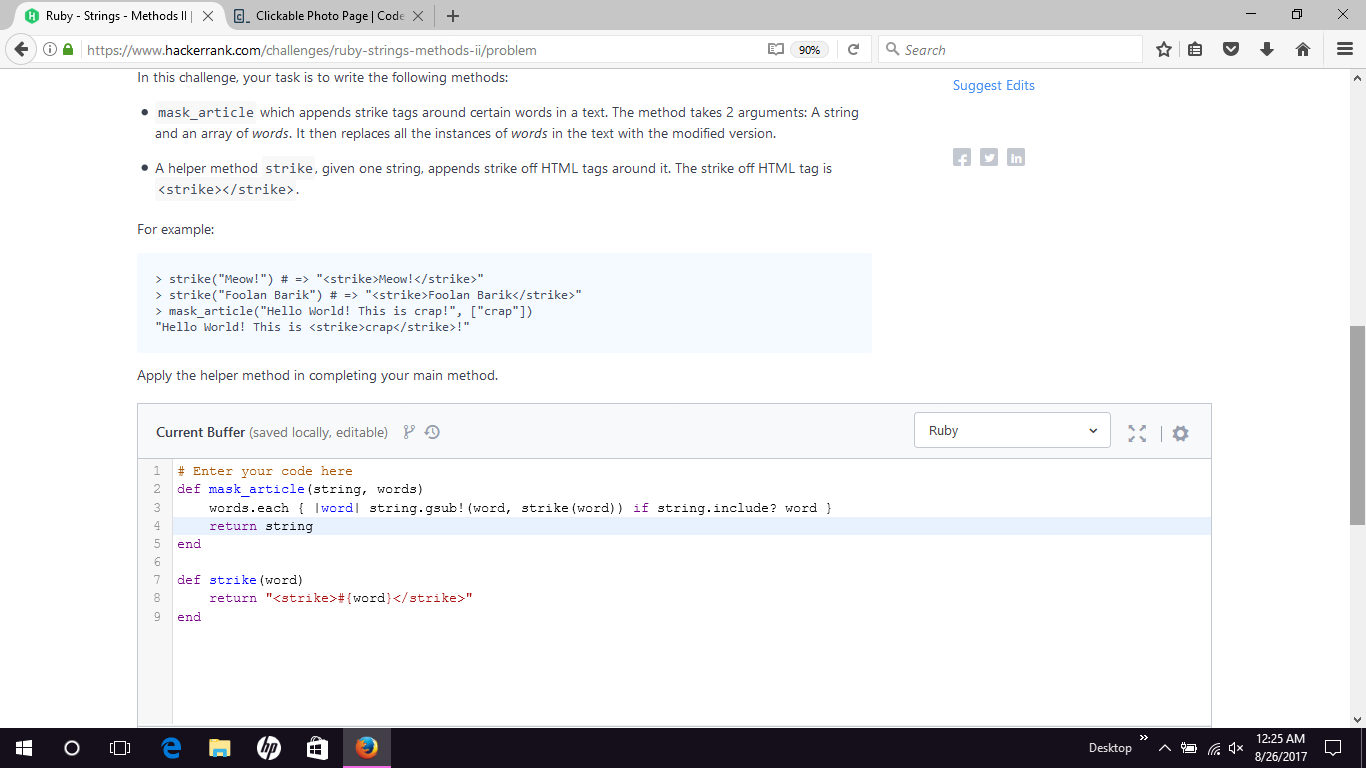 Ruby - Strings - Methods II |
Clickable Photo Page | Code
https://www.hackerrank.com/challenges/ruby-strings-methods-ii/problem
90%
Search
In this challenge, your task is to write the following methods:
Suggest Edits
mask_article which appends strike tags around certain words in a text. The method takes 2 arguments: A string
and an array of words. It then replaces all the instances of words in the text with the modified version.
A helper method strike, given one string, appends strike off HTML tags around it. The strike off HTML tag is
<strike></strike>.
For example:
> strike("Meow!") # => "<strike>Meow!</strike>"
> strike("Foolan Barik") # => "<strike>Foolan Barik</strike>"
> mask_article("Hello World! This is crap!", ["crap"])
"Hello World! This is <strike>crap</strike>!"
Apply the helper method in completing your main method.
Current Buffer (saved locally, editable)
Ruby
1 # Enter your code here
2 def mask_article(string, words)
3 words.each { |word| string.gsub!(word, strike(word)) if string.include? word }
4 return string
5 end
6
7 def strike(word)
8 return "<strike>#{word}</strike>"
9 end
Desktop
12:25 AM
8/26/2017